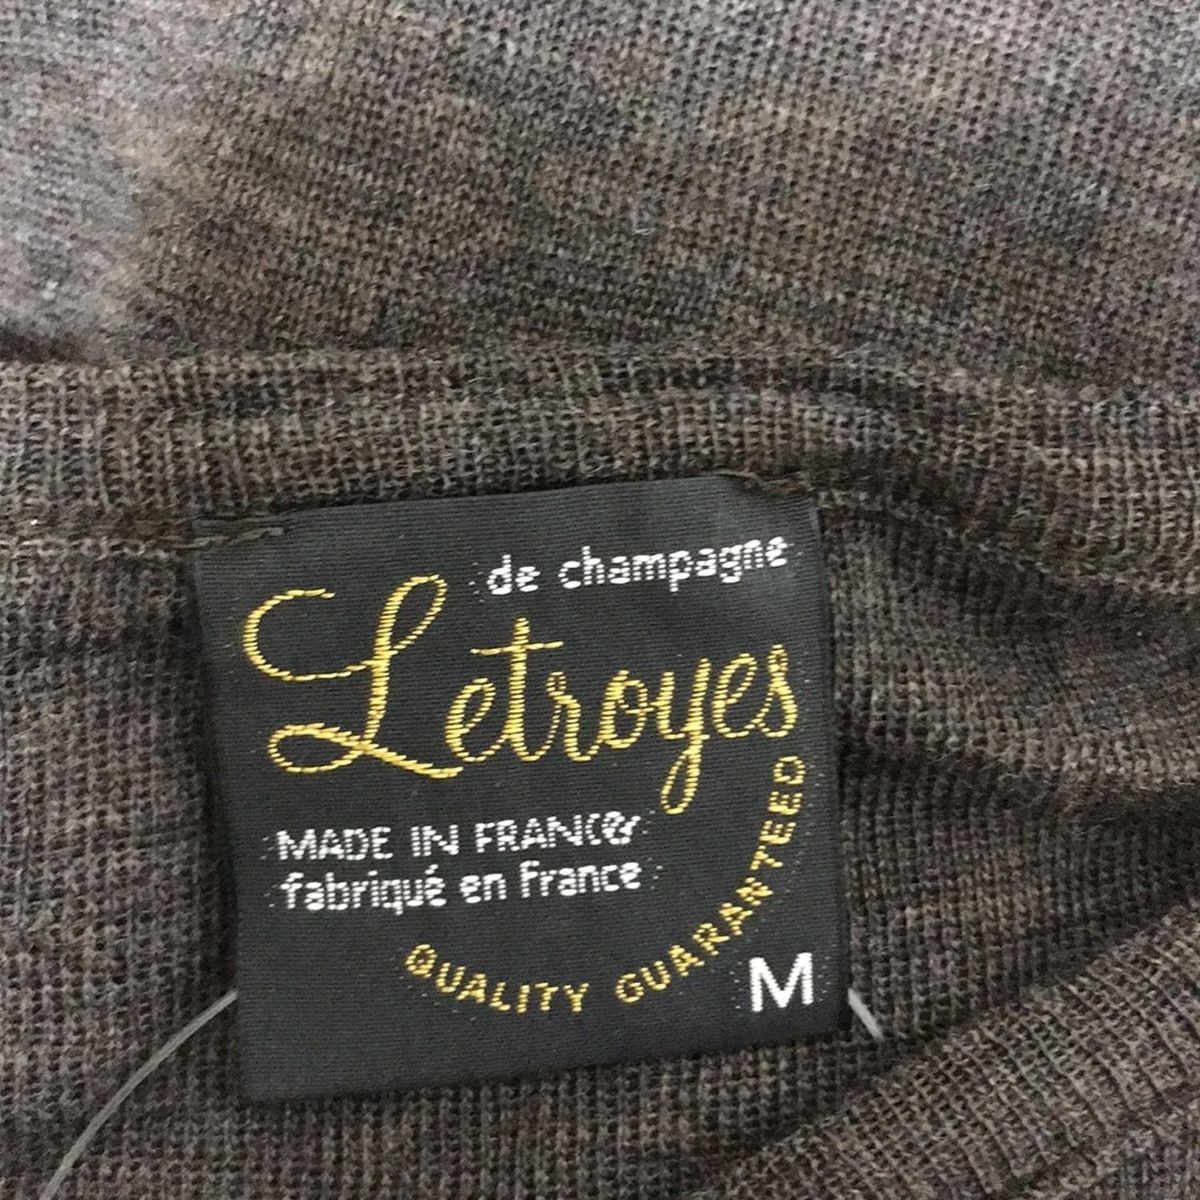 de champagne
Letroyes
MADE IN FRANCE
fabriqué en France
QUALITY GUARANTEED
M